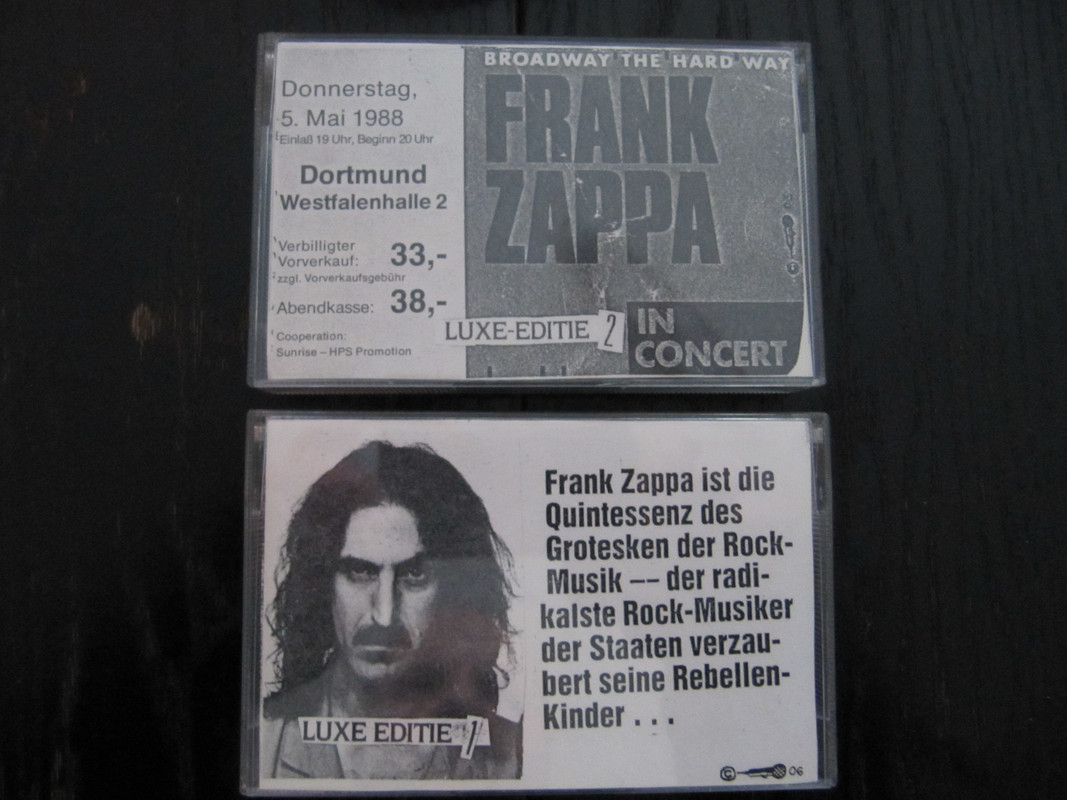 Donnerstag,
5. Mai 1988
Einlaß 19 Uhr, Beginn 20 Uhr
Dortmund
Westfalenhalle 2
Verbilligter
Vorverkauf: 33,-
zzgl. Vorverkaufsgebühr
Abendkasse: 38,-
Cooperation:
Sunrise – HPS Promotion
BROADWAY THE HARD WAY
FRANK
ZAPPA
LUXE-EDITIE 2
IN
CONCERT
LUXE EDITIE 1
Frank Zappa ist die
Quintessenz des
Grotesken der Rock-
Musik –– der radi-
kalste Rock-Musiker
der Staaten verzau-
bert seine Rebellen-
Kinder . . .
© 06